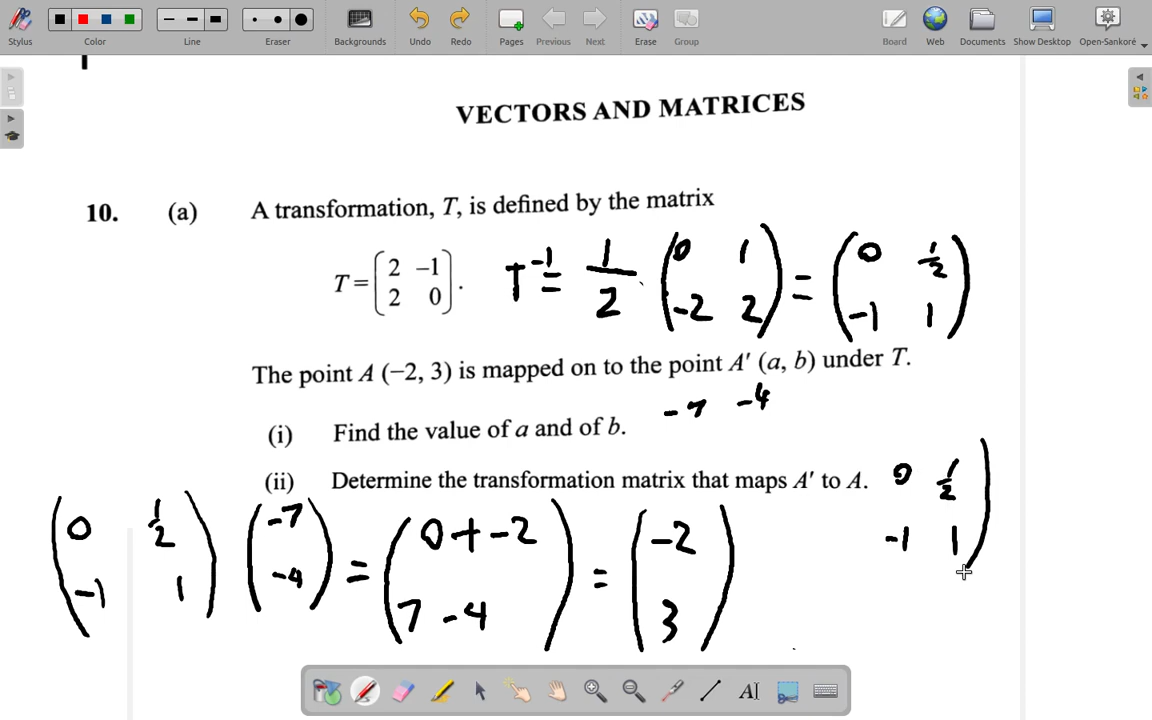 Stylus Color Line Eraser Backgrounds Undo Redo Pages Previous Next Erase Group Board Web Documents Show Desktop Open-Sankoré
VECTORS AND MATRICES
10. (a) A transformation, T, is defined by the matrix
T = (2 −1
2 0). T⁻¹ = 1/2 (0 1
-2 2) = (0 1/2
-1 1)
The point A (−2, 3) is mapped on to the point A′ (a, b) under T.
-7 -4
(i) Find the value of a and of b.
(ii) Determine the transformation matrix that maps A′ to A.
0 1/2
-1 1)
(0 1/2
-1 1) (-7
-4) = (0 + -2
7 - 4) = (-2
3)